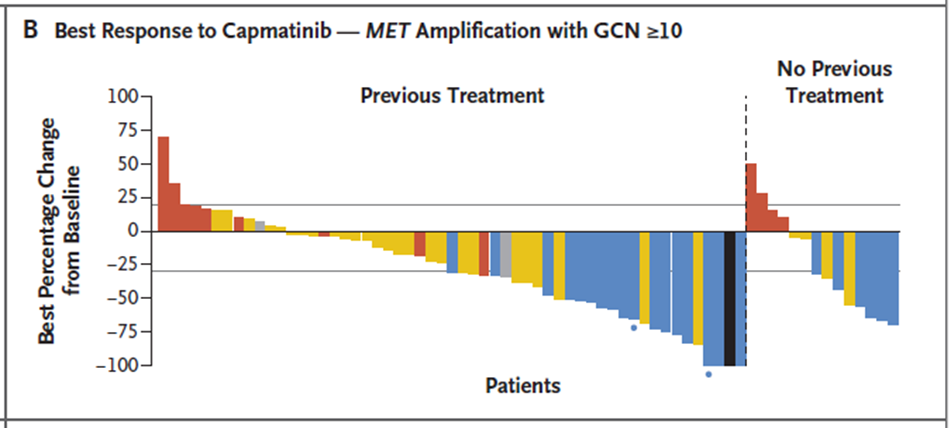 B Best Response to Capmatinib — MET Amplification with GCN ≥10
No Previous
Treatment
Previous Treatment
Best Percentage Change
from Baseline
100
75
50
25
0
−25
−50
−75
−100
Patients